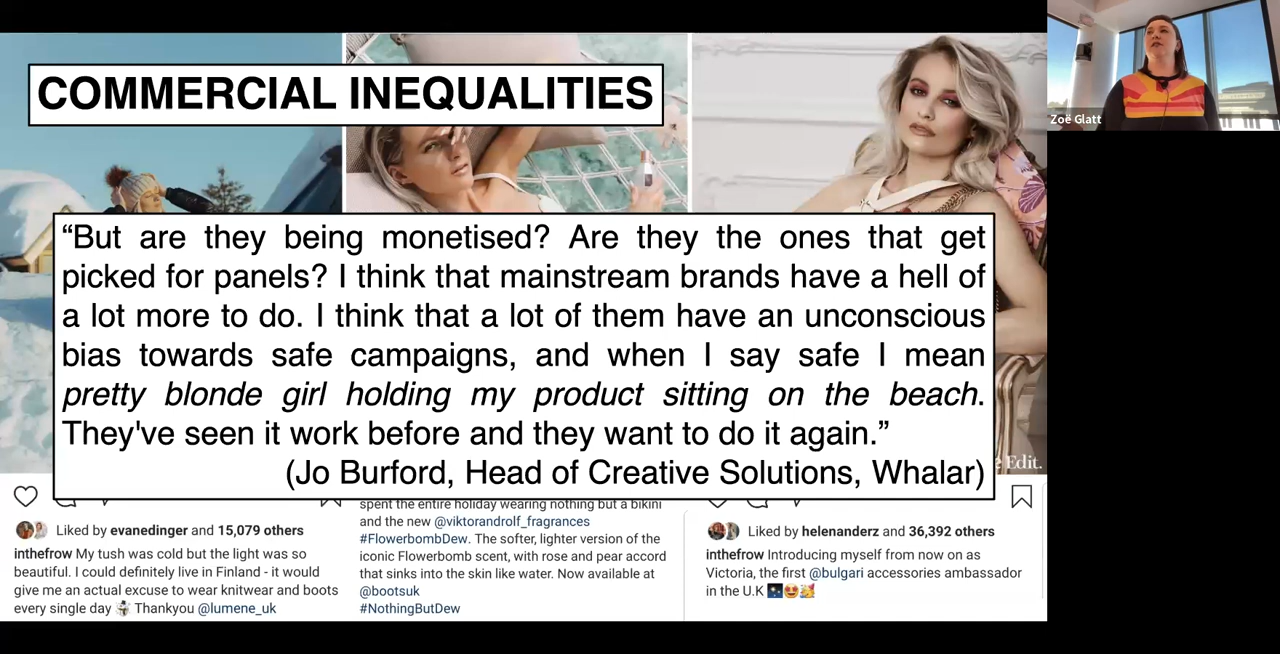 COMMERCIAL INEQUALITIES
Zoë Glatt
“But are they being monetised? Are they the ones that get
picked for panels? I think that mainstream brands have a hell of
a lot more to do. I think that a lot of them have an unconscious
bias towards safe campaigns, and when I say safe I mean
pretty blonde girl holding my product sitting on the beach.
They've seen it work before and they want to do it again.”
(Jo Burford, Head of Creative Solutions, Whalar)
Edit.
Liked by evanedinger and 15,079 others
inthefrow My tush was cold but the light was so
beautiful. I could definitely live in Finland - it would
give me an actual excuse to wear knitwear and boots
every single day ⛄ Thankyou @lumene_uk
spent the entire holiday wearing nothing but a bikini
and the new @viktorandrolf_fragrances
#FlowerbombDew. The softer, lighter version of the
iconic Flowerbomb scent, with rose and pear accord
that sinks into the skin like water. Now available at
@bootsuk
#NothingButDew
Liked by helenanderz and 36,392 others
inthefrow Introducing myself from now on as
Victoria, the first @bulgari accessories ambassador
in the U.K 🌌😍🥳